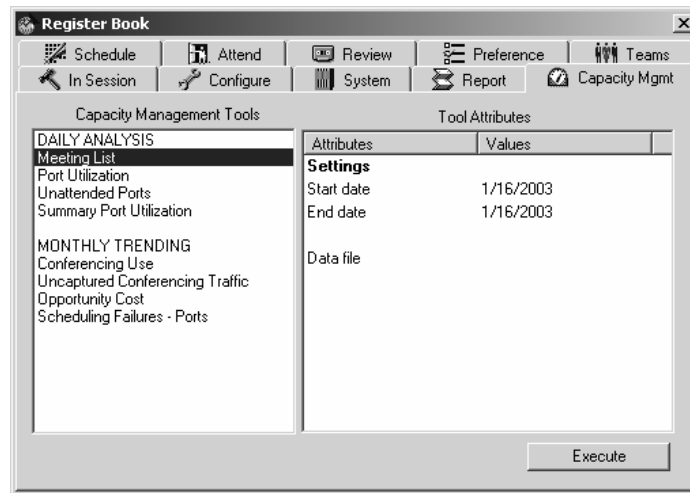 Register Book
Schedule Attend Review Preference Teams
In Session Configure System Report Capacity Mgmt
Capacity Management Tools
DAILY ANALYSIS
Meeting List
Port Utilization
Unattended Ports
Summary Port Utilization
MONTHLY TRENDING
Conferencing Use
Uncaptured Conferencing Traffic
Opportunity Cost
Scheduling Failures - Ports
Tool Attributes
Attributes Values
Settings
Start date 1/16/2003
End date 1/16/2003
Data file
Execute